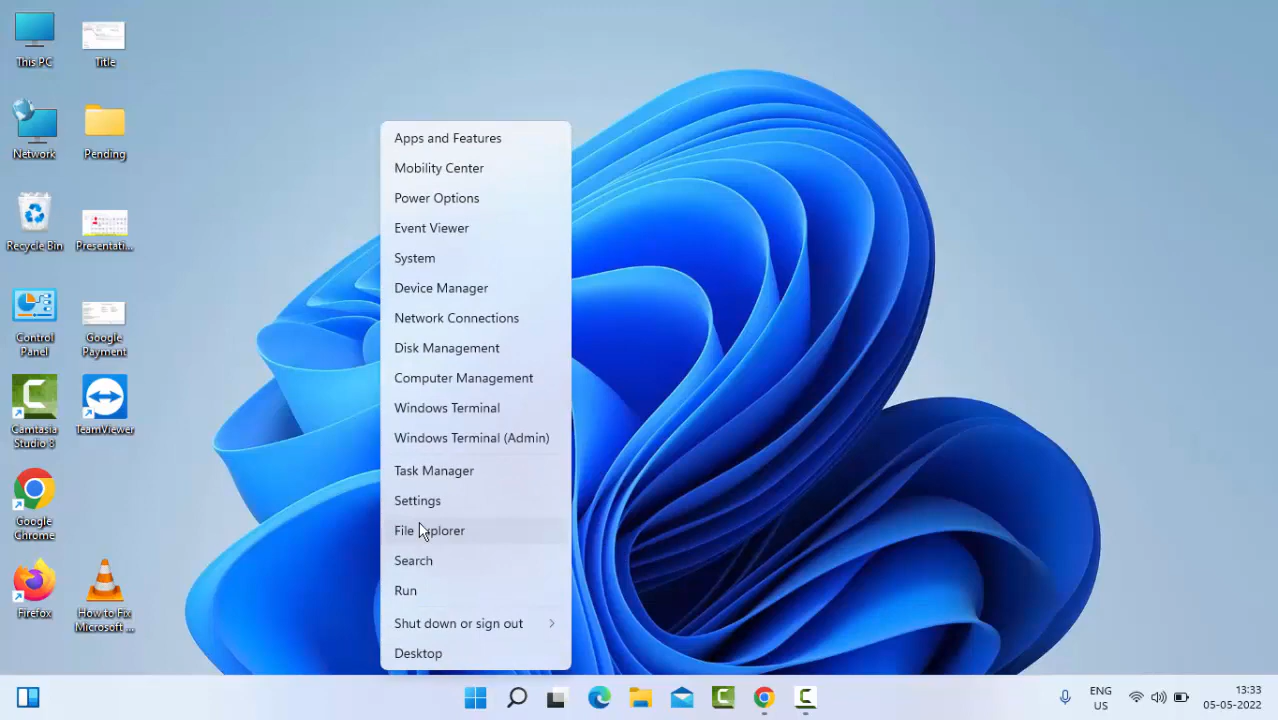 This PC
Title
Network
Pending
Recycle Bin
Presentati...
Control
Panel
Google
Payment
Camtasia
Studio 8
TeamViewer
Google
Chrome
Firefox
How to Fix
Microsoft ...
Apps and Features
Mobility Center
Power Options
Event Viewer
System
Device Manager
Network Connections
Disk Management
Computer Management
Windows Terminal
Windows Terminal (Admin)
Task Manager
Settings
File Explorer
Search
Run
Shut down or sign out
Desktop
ENG
US
13:33
05-05-2022